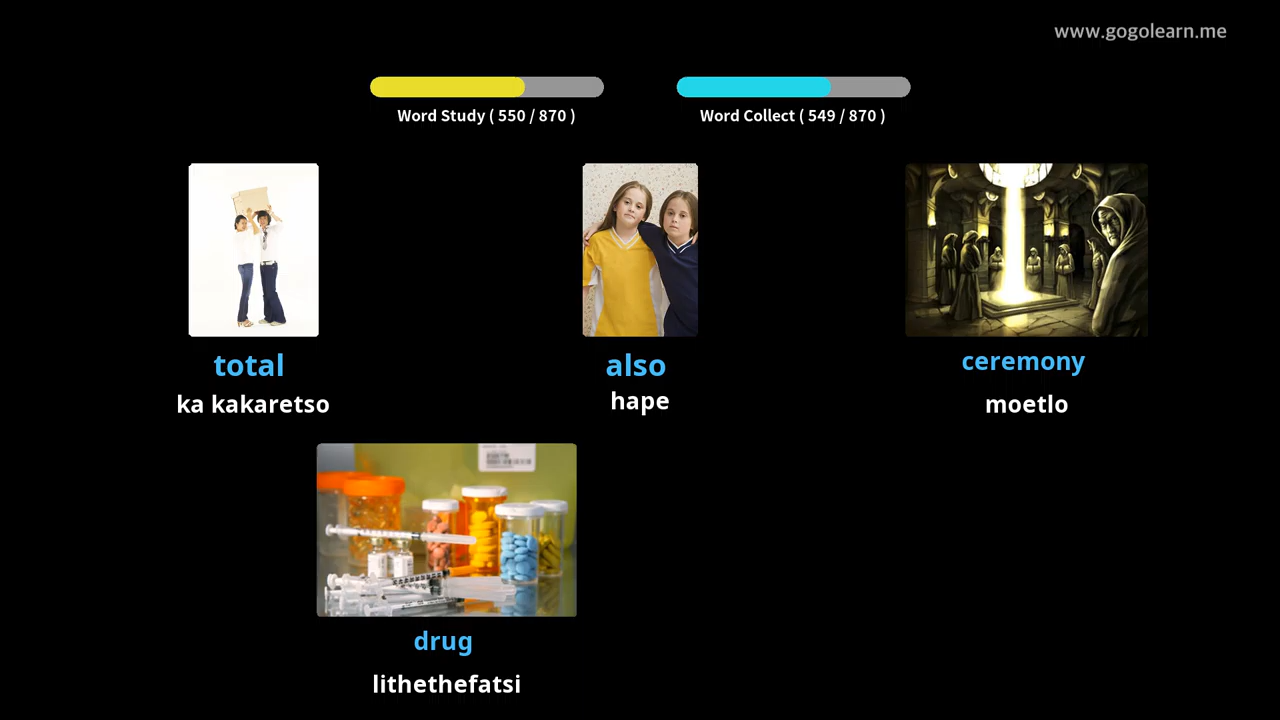 www.gogolearn.me
Word Study ( 550 / 870 )
Word Collect ( 549 / 870 )
total
also
ceremony
ka kakaretso
hape
moetlo
drug
lithethefatsi